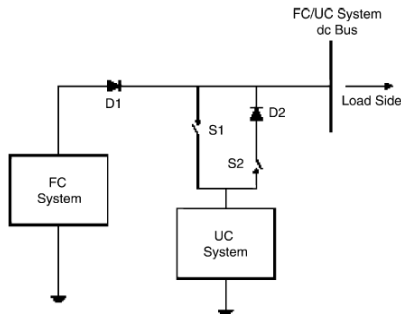 FC/UC System
dc Bus
D1
Load Side
S1
D2
S2
FC
System
UC
System